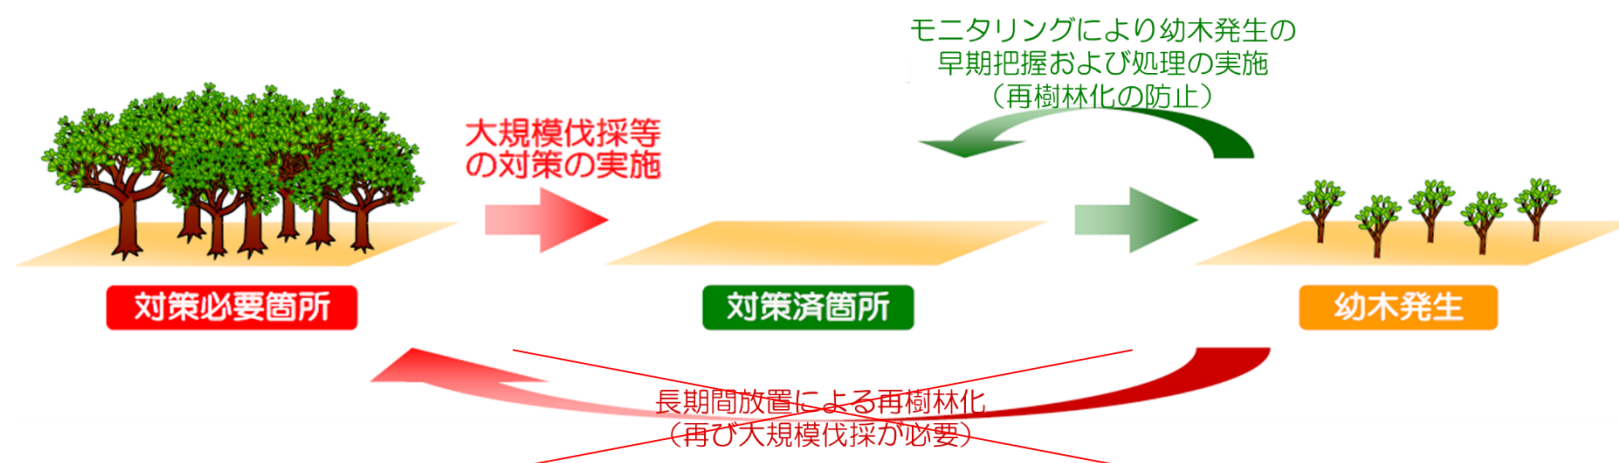 モニタリングにより幼木発生の
早期把握および処理の実施
（再樹林化の防止）
大規模伐採等
の対策の実施
対策必要箇所
対策済箇所
幼木発生
長期間放置による再樹林化
（再び大規模伐採が必要）